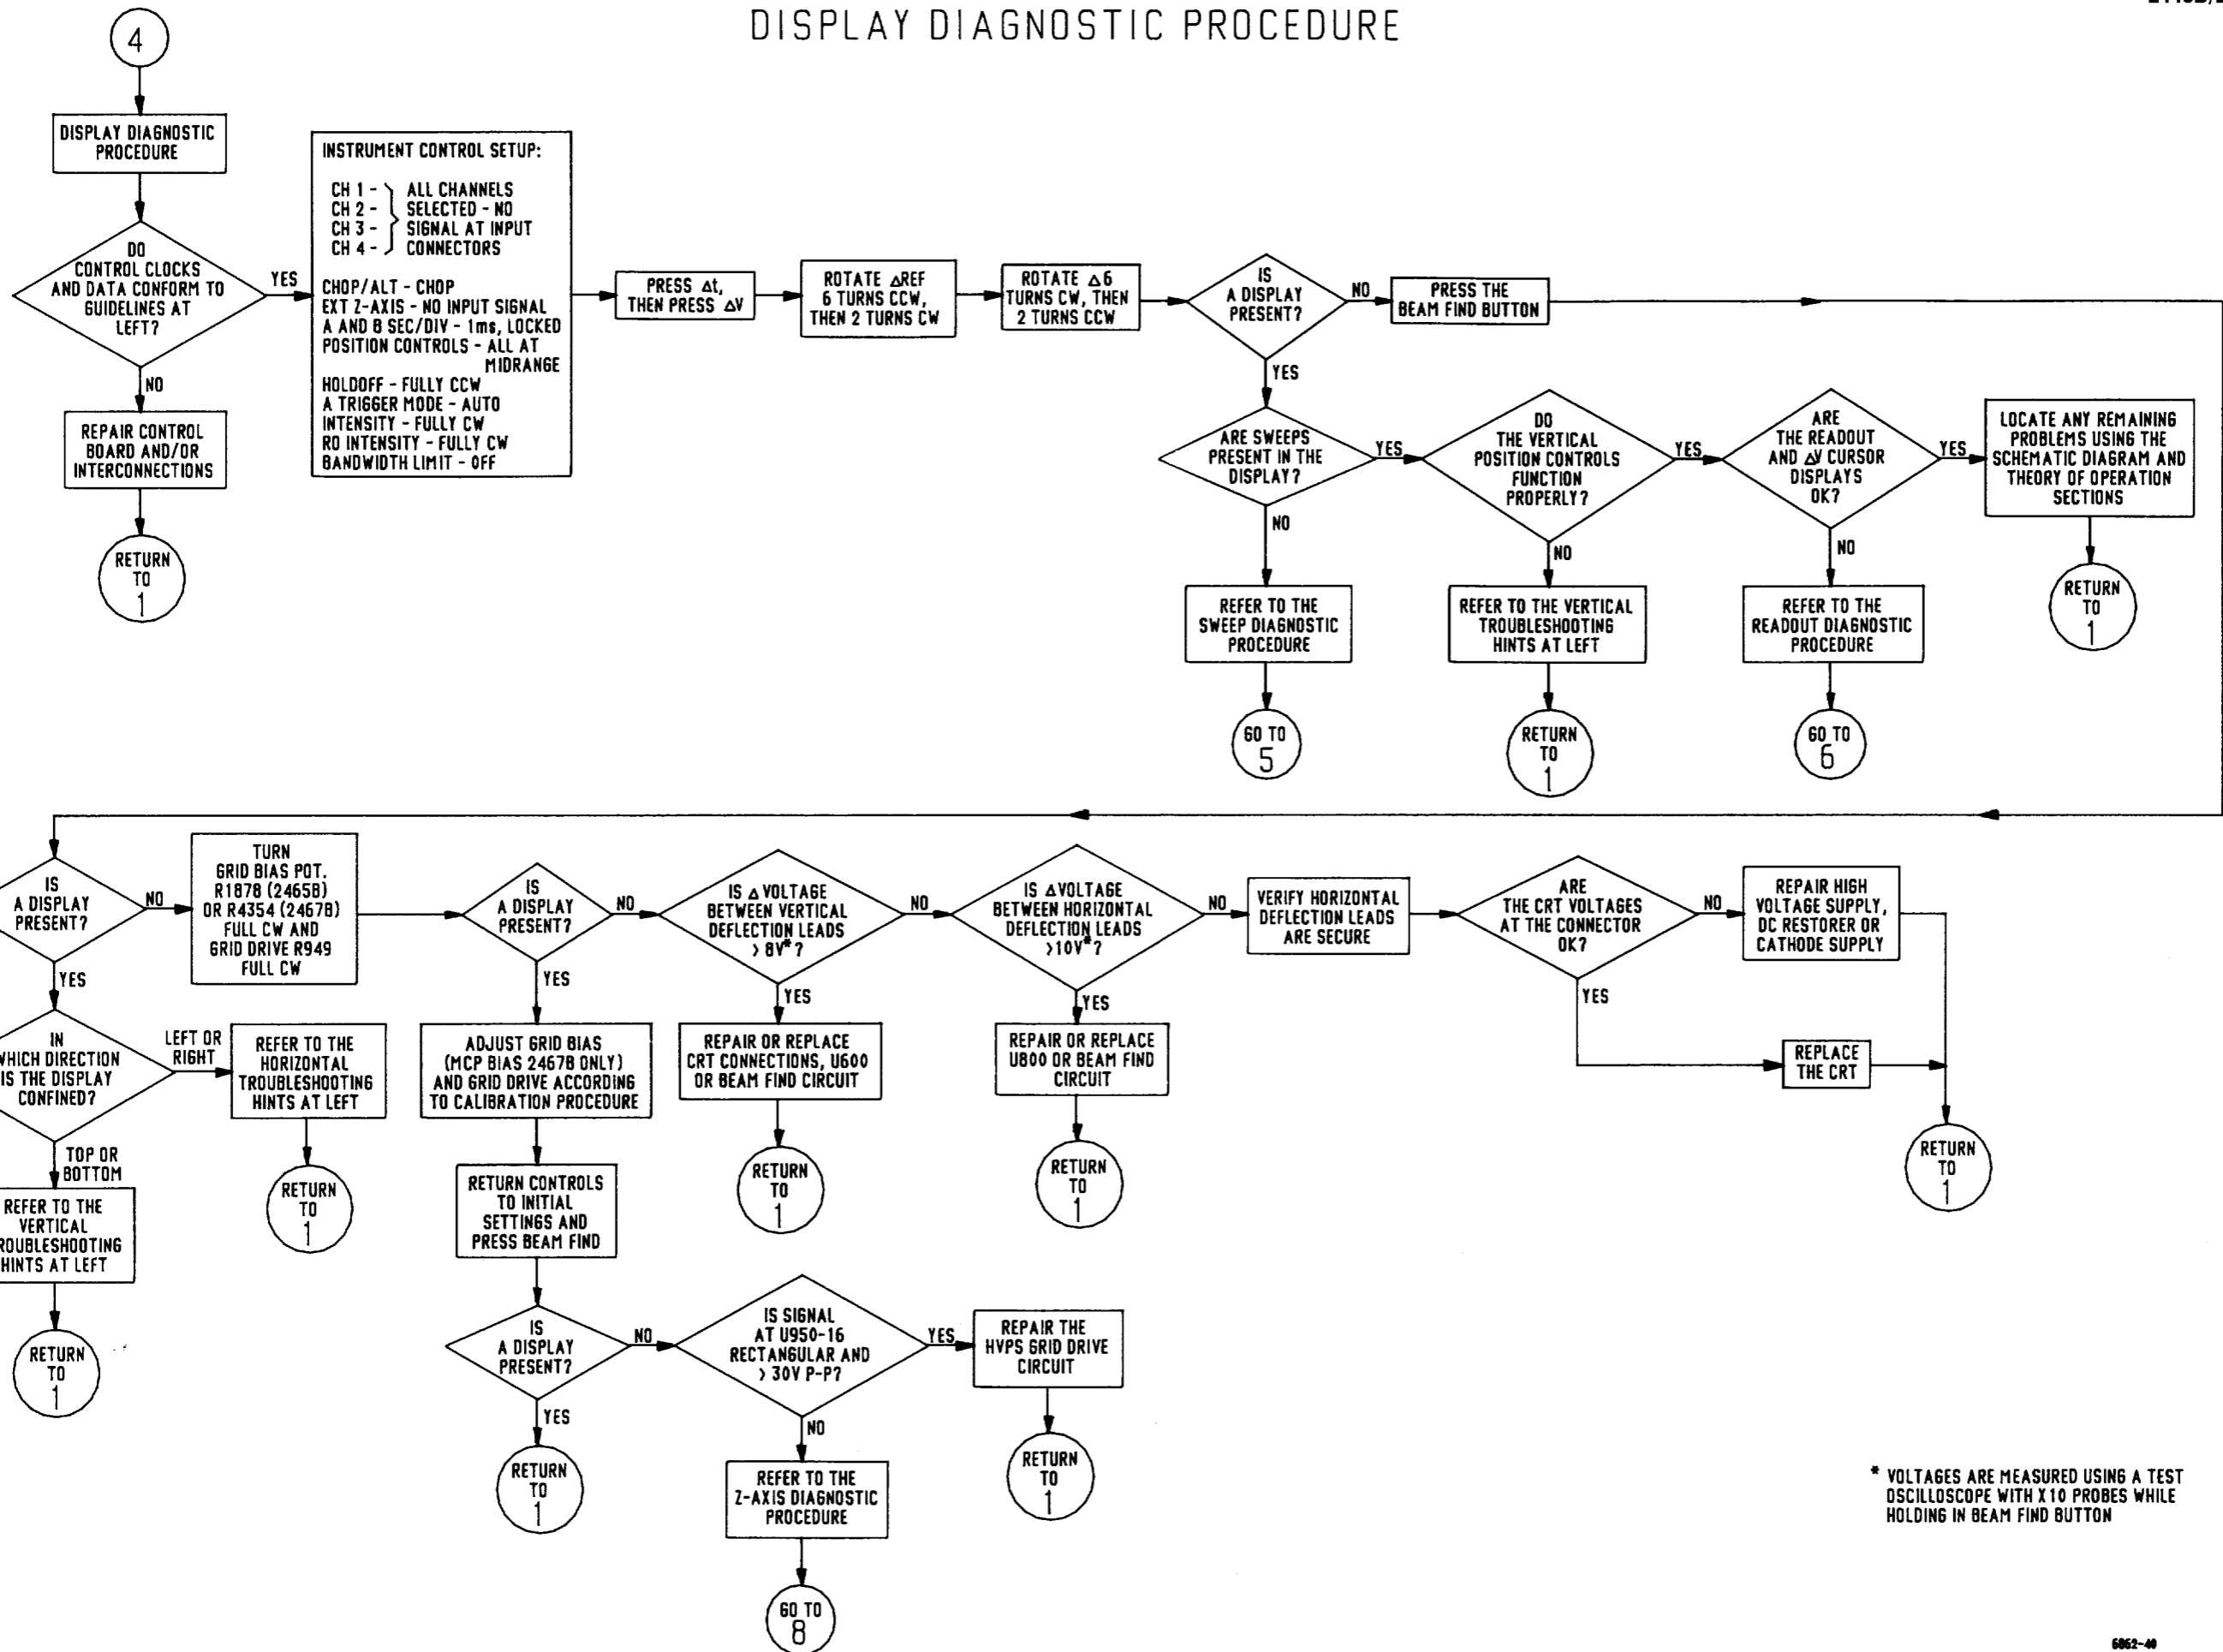 DISPLAY DIAGNOSTIC PROCEDURE
4
DISPLAY DIAGNOSTIC
PROCEDURE
DO
CONTROL CLOCKS
AND DATA CONFORM TO
GUIDELINES AT
LEFT?
YES
NO
REPAIR CONTROL
BOARD AND/OR
INTERCONNECTIONS
RETURN
TO
1
INSTRUMENT CONTROL SETUP:
CH 1 - ALL CHANNELS
CH 2 - SELECTED - NO
CH 3 - SIGNAL AT INPUT
CH 4 - CONNECTORS
CHOP/ALT - CHOP
EXT Z-AXIS - NO INPUT SIGNAL
A AND B SEC/DIV - 1ms, LOCKED
POSITION CONTROLS - ALL AT
MIDRANGE
HOLDOFF - FULLY CCW
A TRIGGER MODE - AUTO
INTENSITY - FULLY CW
RO INTENSITY - FULLY CW
BANDWIDTH LIMIT - OFF
PRESS Δt,
THEN PRESS ΔV
ROTATE ΔREF
6 TURNS CCW,
THEN 2 TURNS CW
ROTATE Δ6
TURNS CW, THEN
2 TURNS CCW
IS
A DISPLAY
PRESENT?
NO
PRESS THE
BEAM FIND BUTTON
YES
ARE SWEEPS
PRESENT IN THE
DISPLAY?
YES
NO
REFER TO THE
SWEEP DIAGNOSTIC
PROCEDURE
GO TO
5
DO
THE VERTICAL
POSITION CONTROLS
FUNCTION
PROPERLY?
YES
NO
REFER TO THE VERTICAL
TROUBLESHOOTING
HINTS AT LEFT
RETURN
TO
1
ARE
THE READOUT
AND ΔV CURSOR
DISPLAYS
OK?
YES
NO
REFER TO THE
READOUT DIAGNOSTIC
PROCEDURE
GO TO
6
LOCATE ANY REMAINING
PROBLEMS USING THE
SCHEMATIC DIAGRAM AND
THEORY OF OPERATION
SECTIONS
RETURN
TO
1
IS
A DISPLAY
PRESENT?
NO
YES
TURN
GRID BIAS POT.
R1878 (2465B)
OR R4354 (2467B)
FULL CW AND
GRID DRIVE R949
FULL CW
IN
WHICH DIRECTION
IS THE DISPLAY
CONFINED?
LEFT OR
RIGHT
REFER TO THE
HORIZONTAL
TROUBLESHOOTING
HINTS AT LEFT
RETURN
TO
1
TOP OR
BOTTOM
REFER TO THE
VERTICAL
ROUBLESHOOTING
HINTS AT LEFT
RETURN
TO
1
IS
A DISPLAY
PRESENT?
NO
YES
ADJUST GRID BIAS
(MCP BIAS 2467B ONLY)
AND GRID DRIVE ACCORDING
TO CALIBRATION PROCEDURE
RETURN CONTROLS
TO INITIAL
SETTINGS AND
PRESS BEAM FIND
IS
A DISPLAY
PRESENT?
NO
YES
RETURN
TO
1
IS SIGNAL
AT U950-16
RECTANGULAR AND
> 30V P-P?
YES
REPAIR THE
HVPS GRID DRIVE
CIRCUIT
RETURN
TO
1
NO
REFER TO THE
Z-AXIS DIAGNOSTIC
PROCEDURE
GO TO
8
IS Δ VOLTAGE
BETWEEN VERTICAL
DEFLECTION LEADS
> 8V*?
NO
YES
REPAIR OR REPLACE
CRT CONNECTIONS, U600
OR BEAM FIND CIRCUIT
RETURN
TO
1
IS ΔVOLTAGE
BETWEEN HORIZONTAL
DEFLECTION LEADS
>10V*?
NO
YES
REPAIR OR REPLACE
U800 OR BEAM FIND
CIRCUIT
RETURN
TO
1
VERIFY HORIZONTAL
DEFLECTION LEADS
ARE SECURE
ARE
THE CRT VOLTAGES
AT THE CONNECTOR
OK?
NO
REPAIR HIGH
VOLTAGE SUPPLY,
DC RESTORER OR
CATHODE SUPPLY
YES
REPLACE
THE CRT
RETURN
TO
1
* VOLTAGES ARE MEASURED USING A TEST
OSCILLOSCOPE WITH X10 PROBES WHILE
HOLDING IN BEAM FIND BUTTON
6862-40